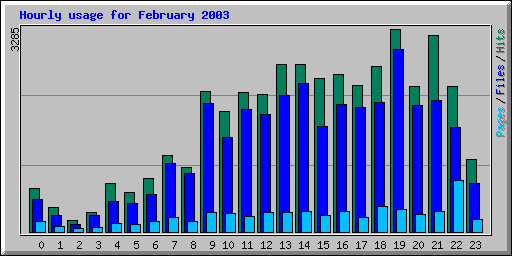 Hourly usage for February 2003
3285
Pages / Files / Hits
0 1 2 3 4 5 6 7 8 9 10 11 12 13 14 15 16 17 18 19 20 21 22 23